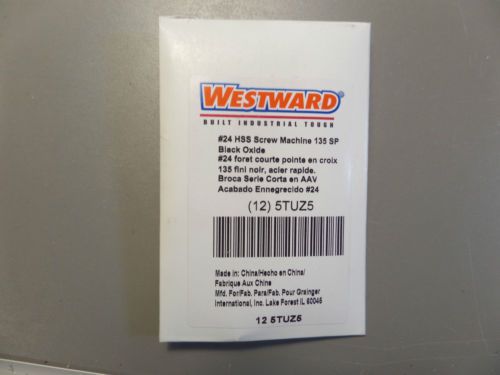 WESTWARD®
BUILT INDUSTRIAL TOUGH
#24 HSS Screw Machine 135 SP
Black Oxide
#24 foret courte pointe en croix
135 fini noir, acier rapide.
Broca Serie Corta en AAV
Acabado Ennegrecido #24
(12) 5TUZ5
Made in: China/Hecho en China/
Fabrique Aux Chine
Mfd. For/Fab. Para/Fab. Pour Grainger
International, Inc. Lake Forest IL 60045
12 5TUZ5